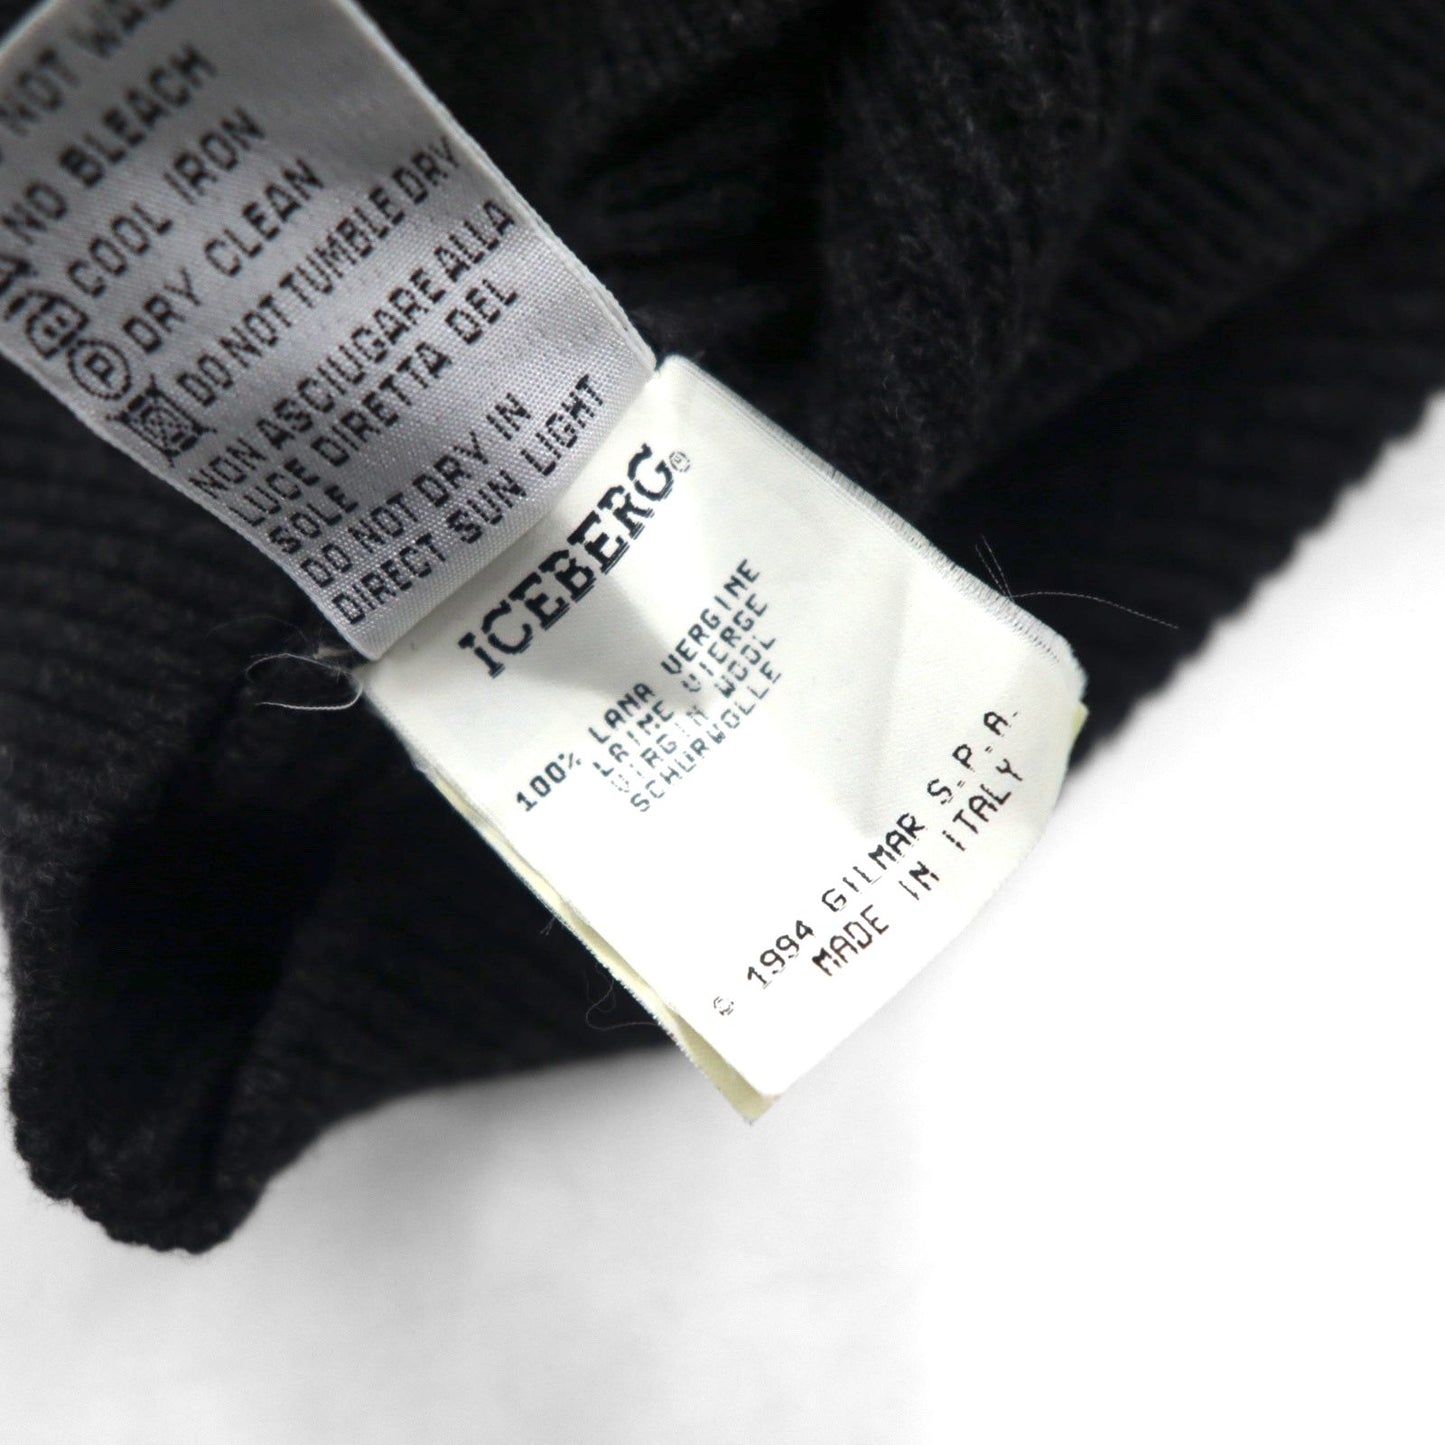 NOT WAS
NO BLEACH
COOL IRON
P DRY CLEAN
DO NOT TUMBLE DRY
NON ASCIUGARE ALLA
LUCE DIRETTA DEL
SOLE
DO NOT DRY IN
DIRECT SUN LIGHT
ICEBERG®
100% LANA VERGINE
LAINE VIERGE
VIRGIN WOOL
SCHURWOLLE
© 1994 GILMAR S.P.A.
MADE IN ITALY